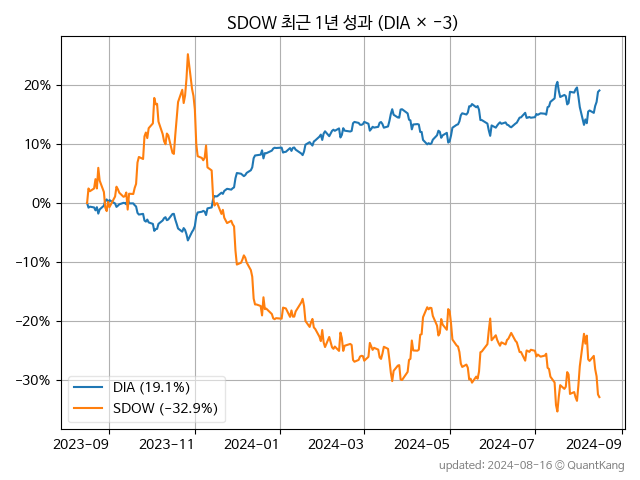 SDOW 최근 1년 성과 (DIA × −3)
20%
10%
0%
−10%
−20%
−30%
DIA (19.1%)
SDOW (−32.9%)
2023-09 2023-11 2024-01 2024-03 2024-05 2024-07 2024-09
updated: 2024-08-16 © QuantKang